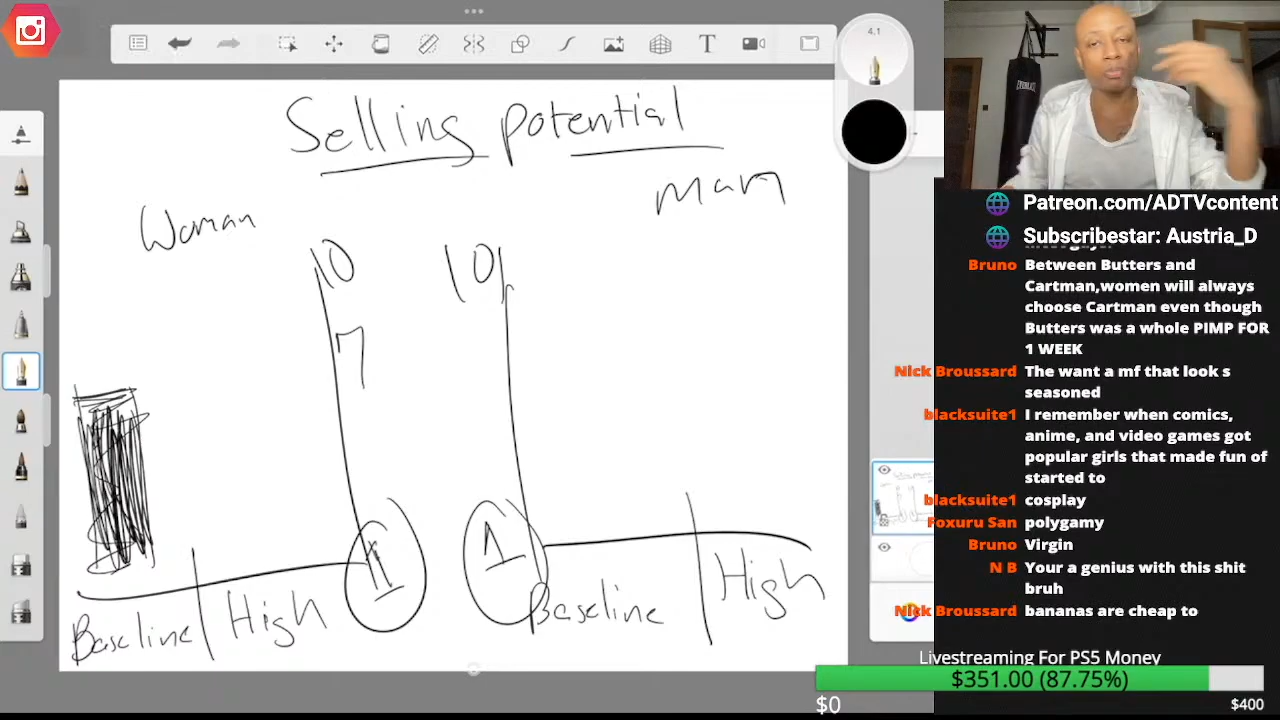 4.1
EVERLAST
Selling potential
Woman
Man
10
10
7
1
1
Baseline
High
Baseline
High
Patreon.com/ADTVcontent
Subscribestar: Austria_D
Bruno Between Butters and
Cartman,women will always
choose Cartman even though
Butters was a whole PIMP FOR
1 WEEK
Nick Broussard The want a mf that look s
seasoned
blacksuite1 I remember when comics,
anime, and video games got
popular girls that made fun of
started to
blacksuite1 cosplay
Foxuru San polygamy
Bruno Virgin
N B Your a genius with this shit
bruh
Nick Broussard bananas are cheap to
Livestreaming For PS5 Money
$351.00 (87.75%)
$0
$400